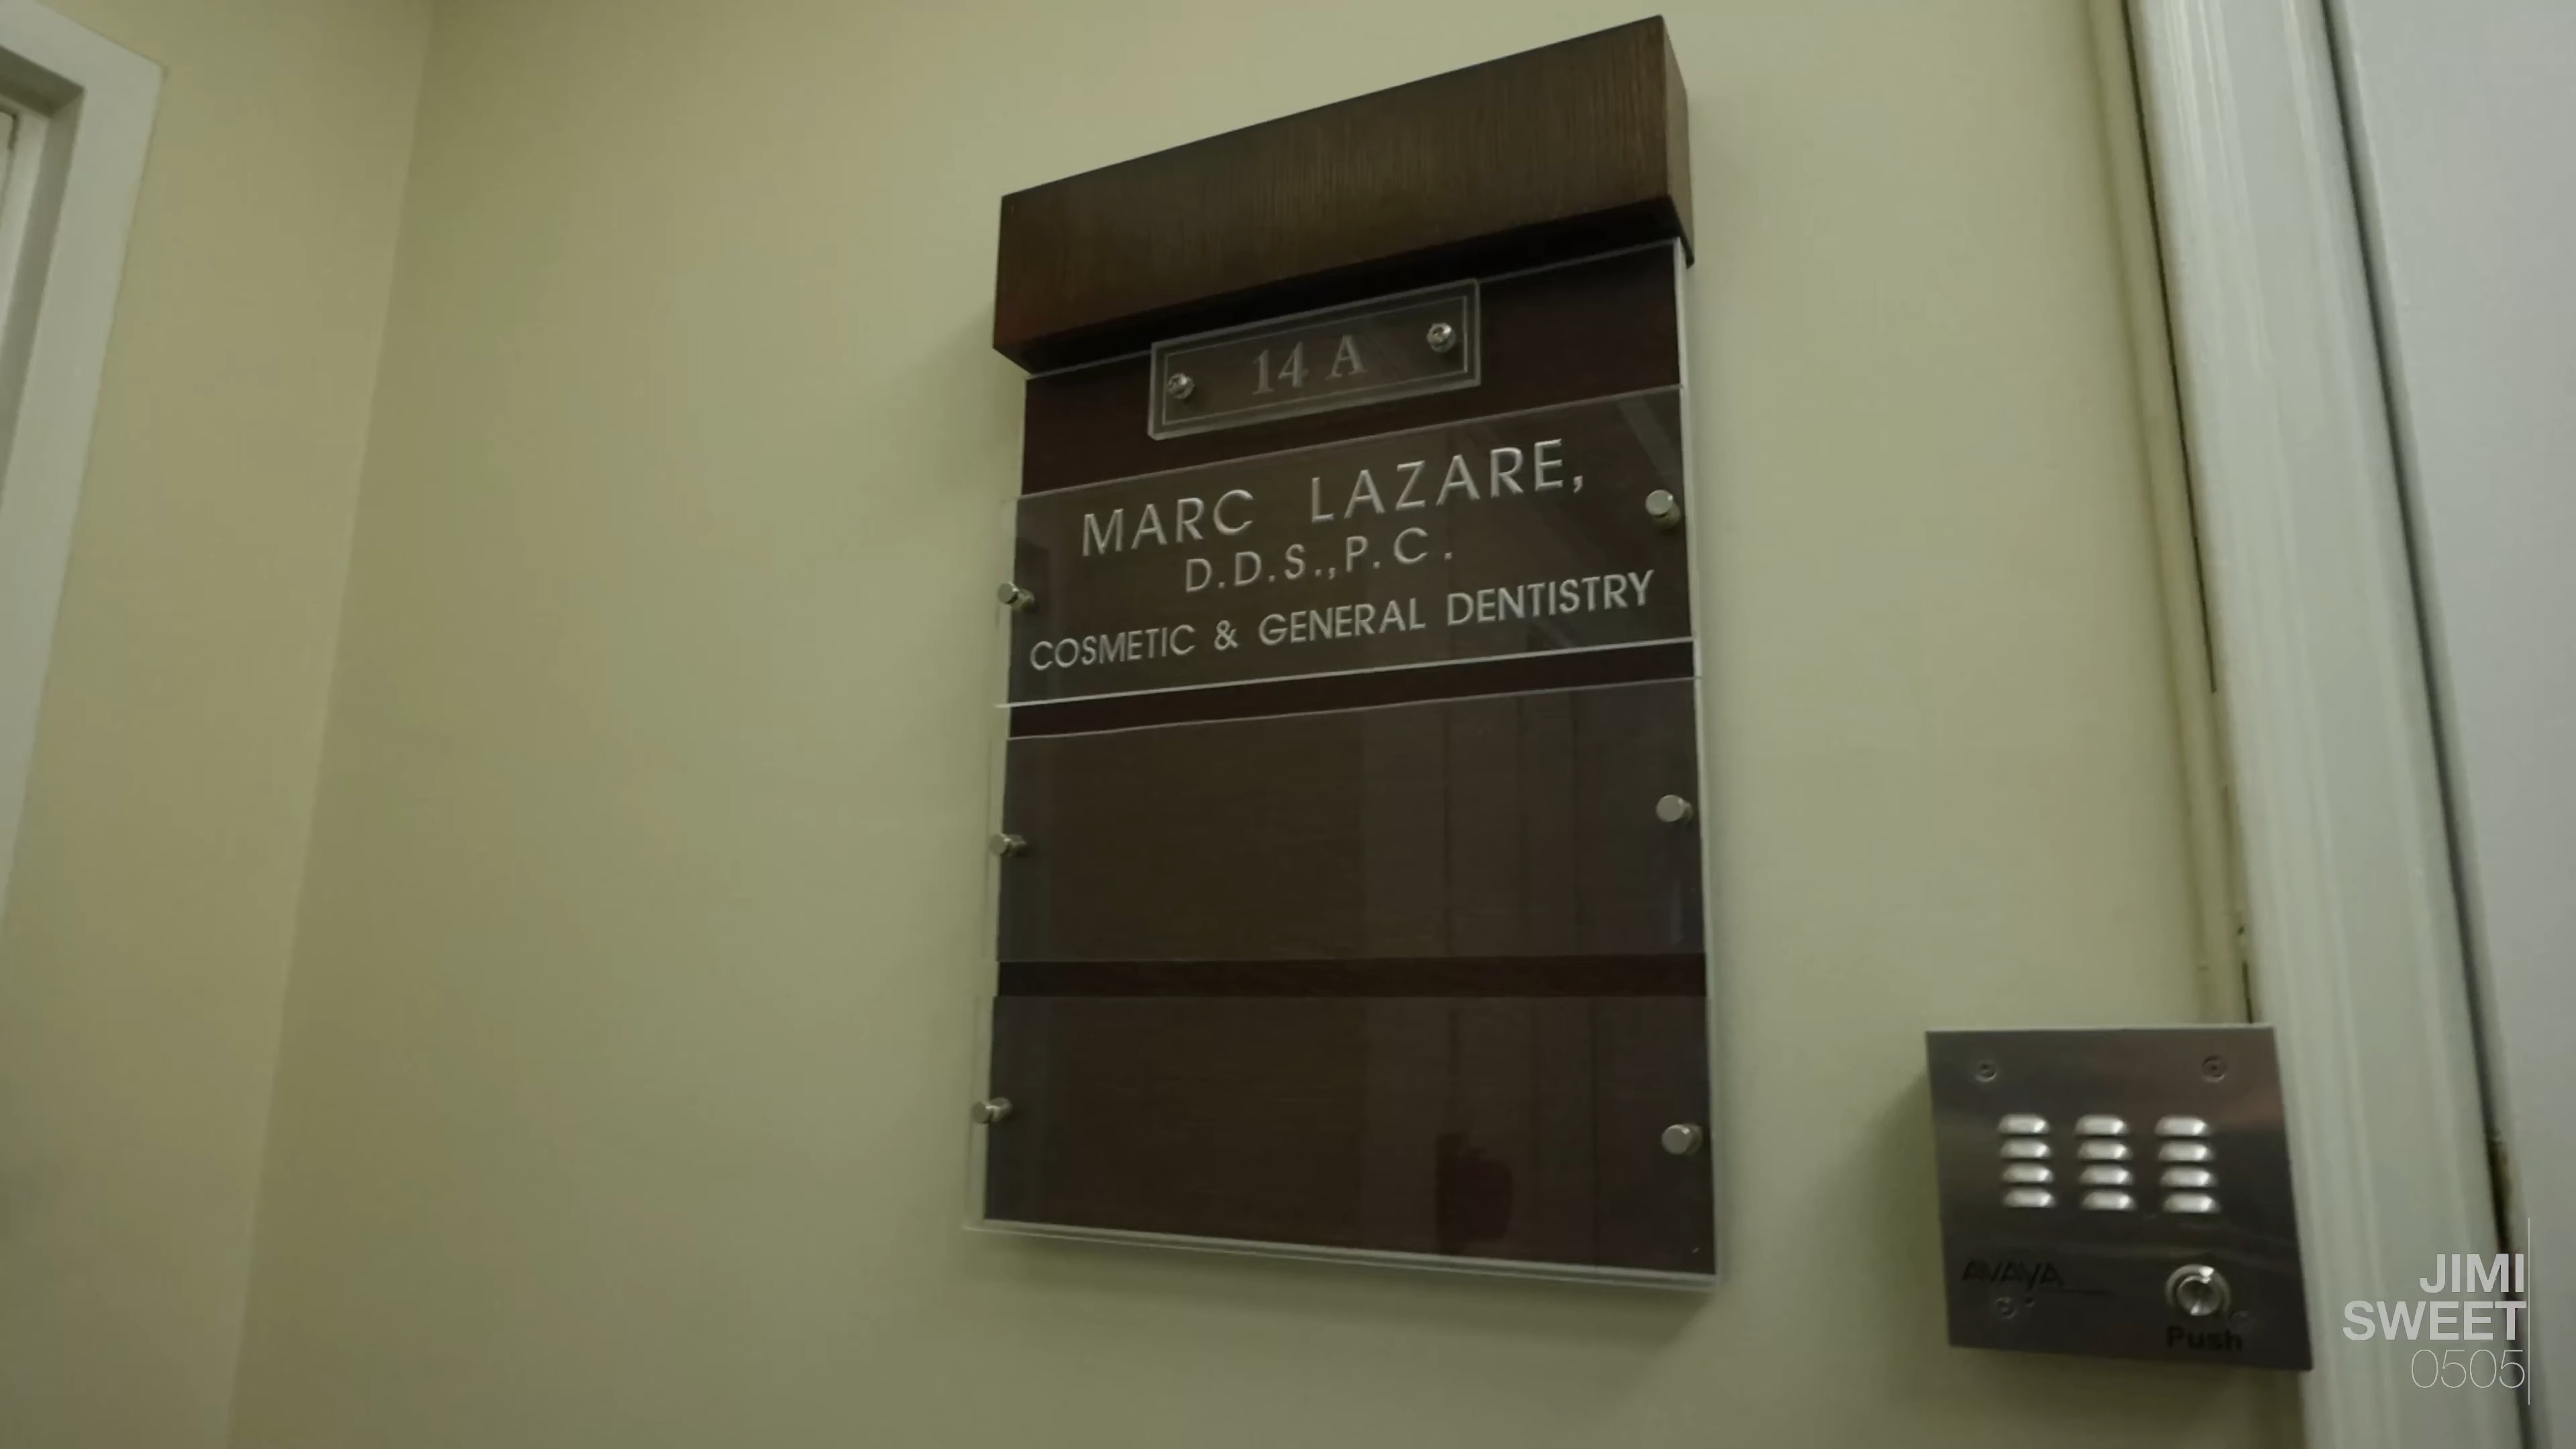 14 A
MARC LAZARE,
D.D.S.,P.C.
COSMETIC & GENERAL DENTISTRY
AVAYA
Push
JIMI
SWEET
0505